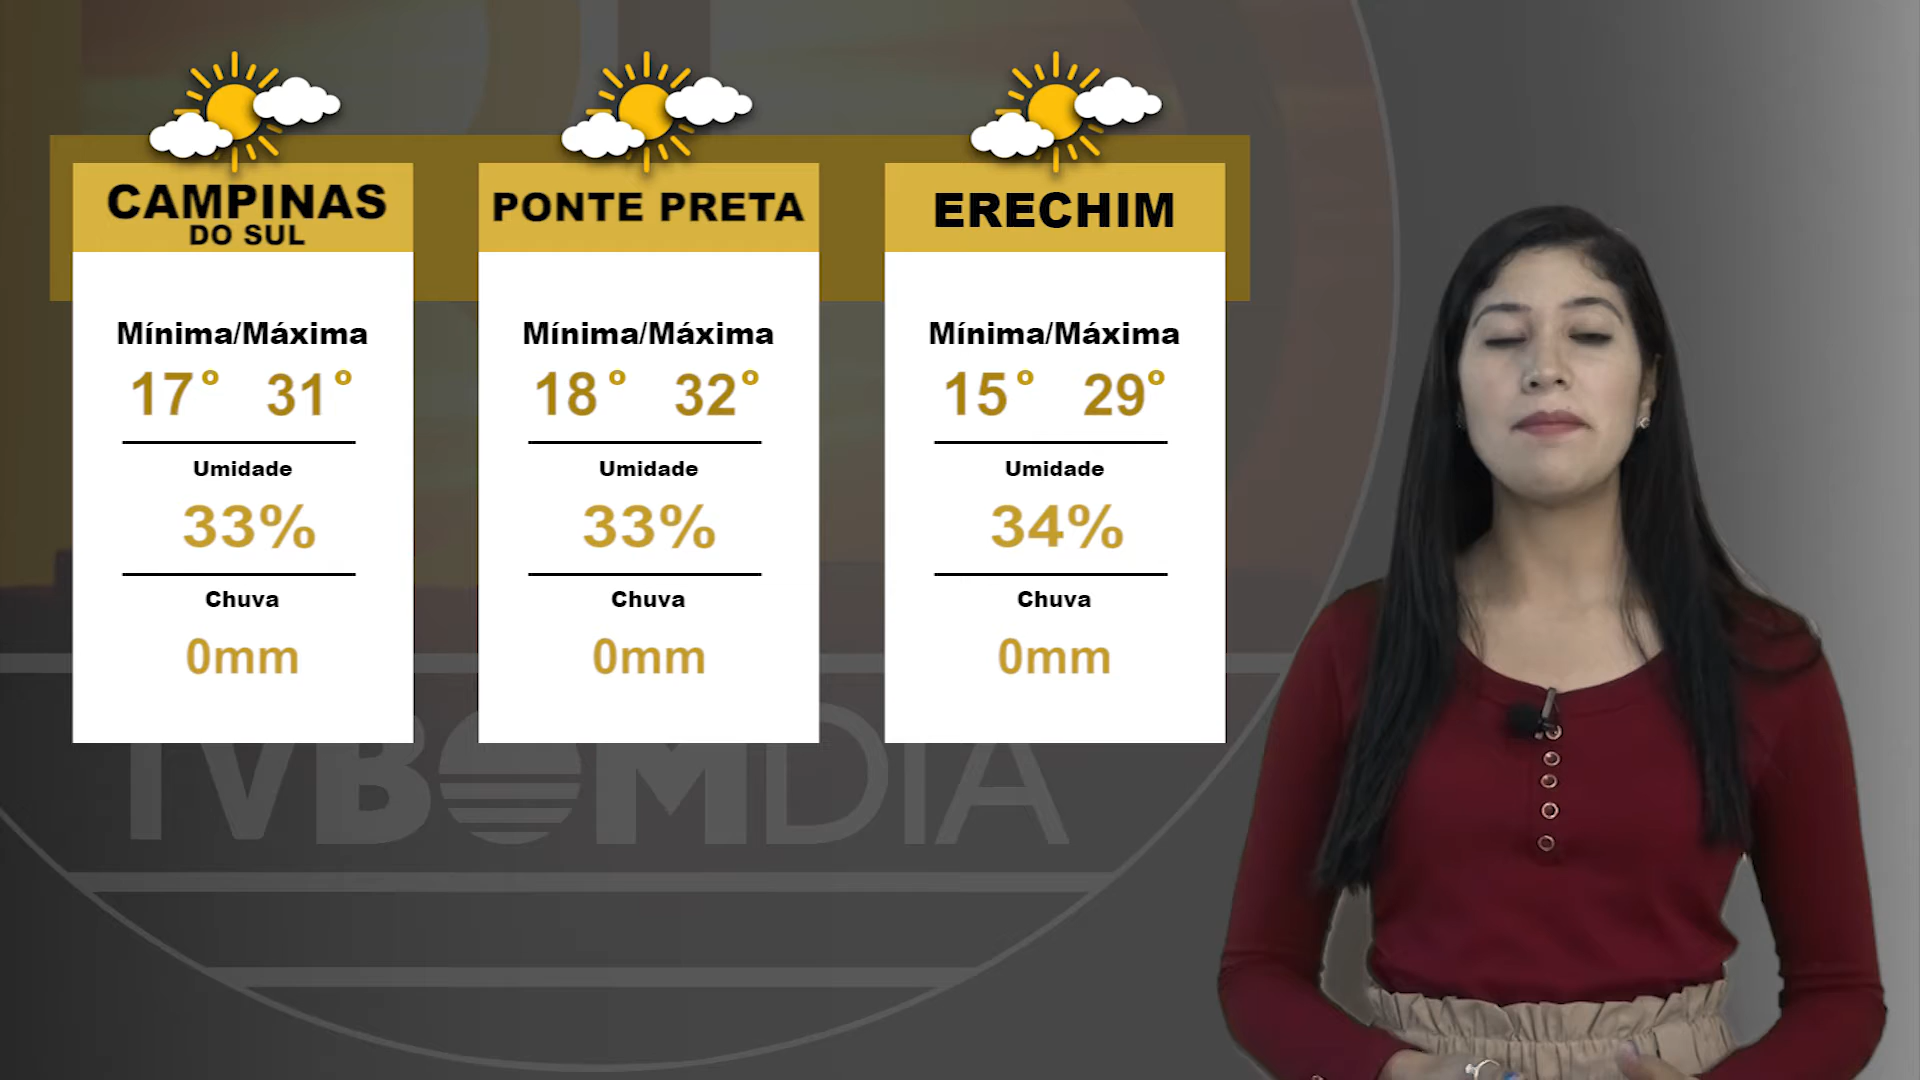 CAMPINAS
DO SUL
Mínima/Máxima
17° 31°
Umidade
33%
Chuva
0mm
PONTE PRETA
Mínima/Máxima
18° 32°
Umidade
33%
Chuva
0mm
ERECHIM
Mínima/Máxima
15° 29°
Umidade
34%
Chuva
0mm
TVBOMDIA